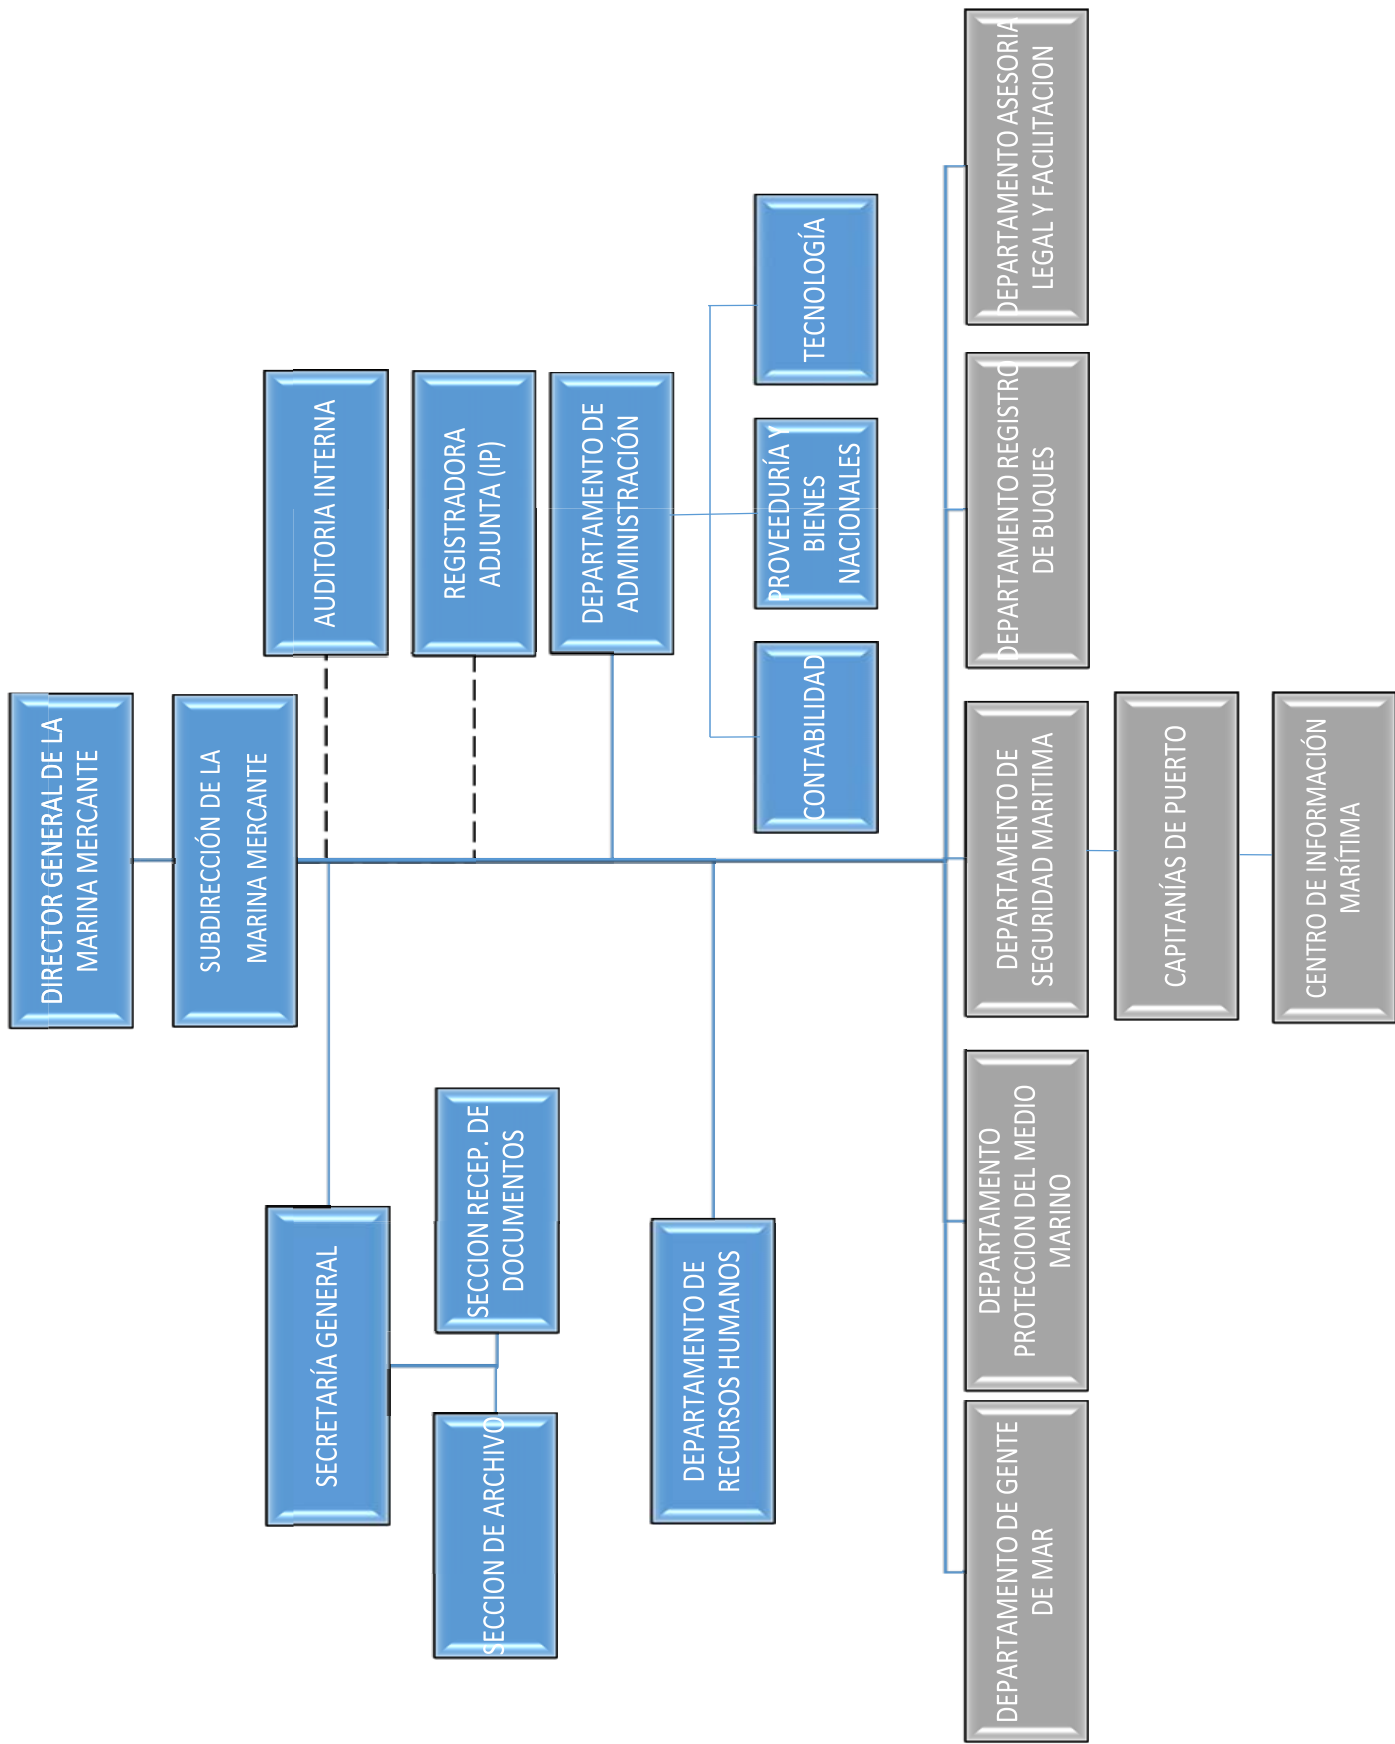 DIRECTOR GENERAL DE LA
MARINA MERCANTE
SUBDIRECCIÓN DE LA
MARINA MERCANTE
SECRETARÍA GENERAL
AUDITORIA INTERNA
SECCION DE ARCHIVO
SECCION RECEP. DE
DOCUMENTOS
REGISTRADORA
ADJUNTA (IP)
DEPARTAMENTO DE
ADMINISTRACIÓN
DEPARTAMENTO DE
RECURSOS HUMANOS
CONTABILIDAD
PROVEEDURÍA Y
BIENES
NACIONALES
TECNOLOGÍA
DEPARTAMENTO DE GENTE
DE MAR
DEPARTAMENTO
PROTECCION DEL MEDIO
MARINO
DEPARTAMENTO DE
SEGURIDAD MARITIMA
DEPARTAMENTO REGISTRO
DE BUQUES
DEPARTAMENTO ASESORIA
LEGAL Y FACILITACION
CAPITANÍAS DE PUERTO
CENTRO DE INFORMACIÓN
MARÍTIMA